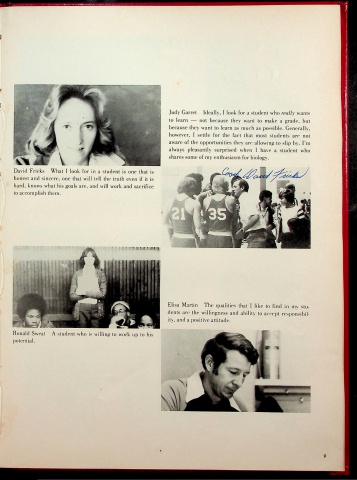 David Fricks What I look for in a student is one that is
honest and sincere, one that will tell the truth even if it is
hard, knows what his goals are, and will work and sacrifice
to accomplish them.
Ronald Sweat A student who is willing to work up to his
potential.
Judy Garret Ideally, I look for a student who really wants
to learn — not because they want to make a grade, but
because they want to learn as much as possible. Generally,
however, I settle for the fact that most students are not
aware of the opportunities they are allowing to slip by. I'm
always pleasantly surprised when I have a student who
shares some of my enthusiasm for biology.
David Fricks
21
35
Elisa Martin The qualities that I like to find in my stu-
dents are the willingness and ability to accept responsibil-
ity, and a positive attitude.
9